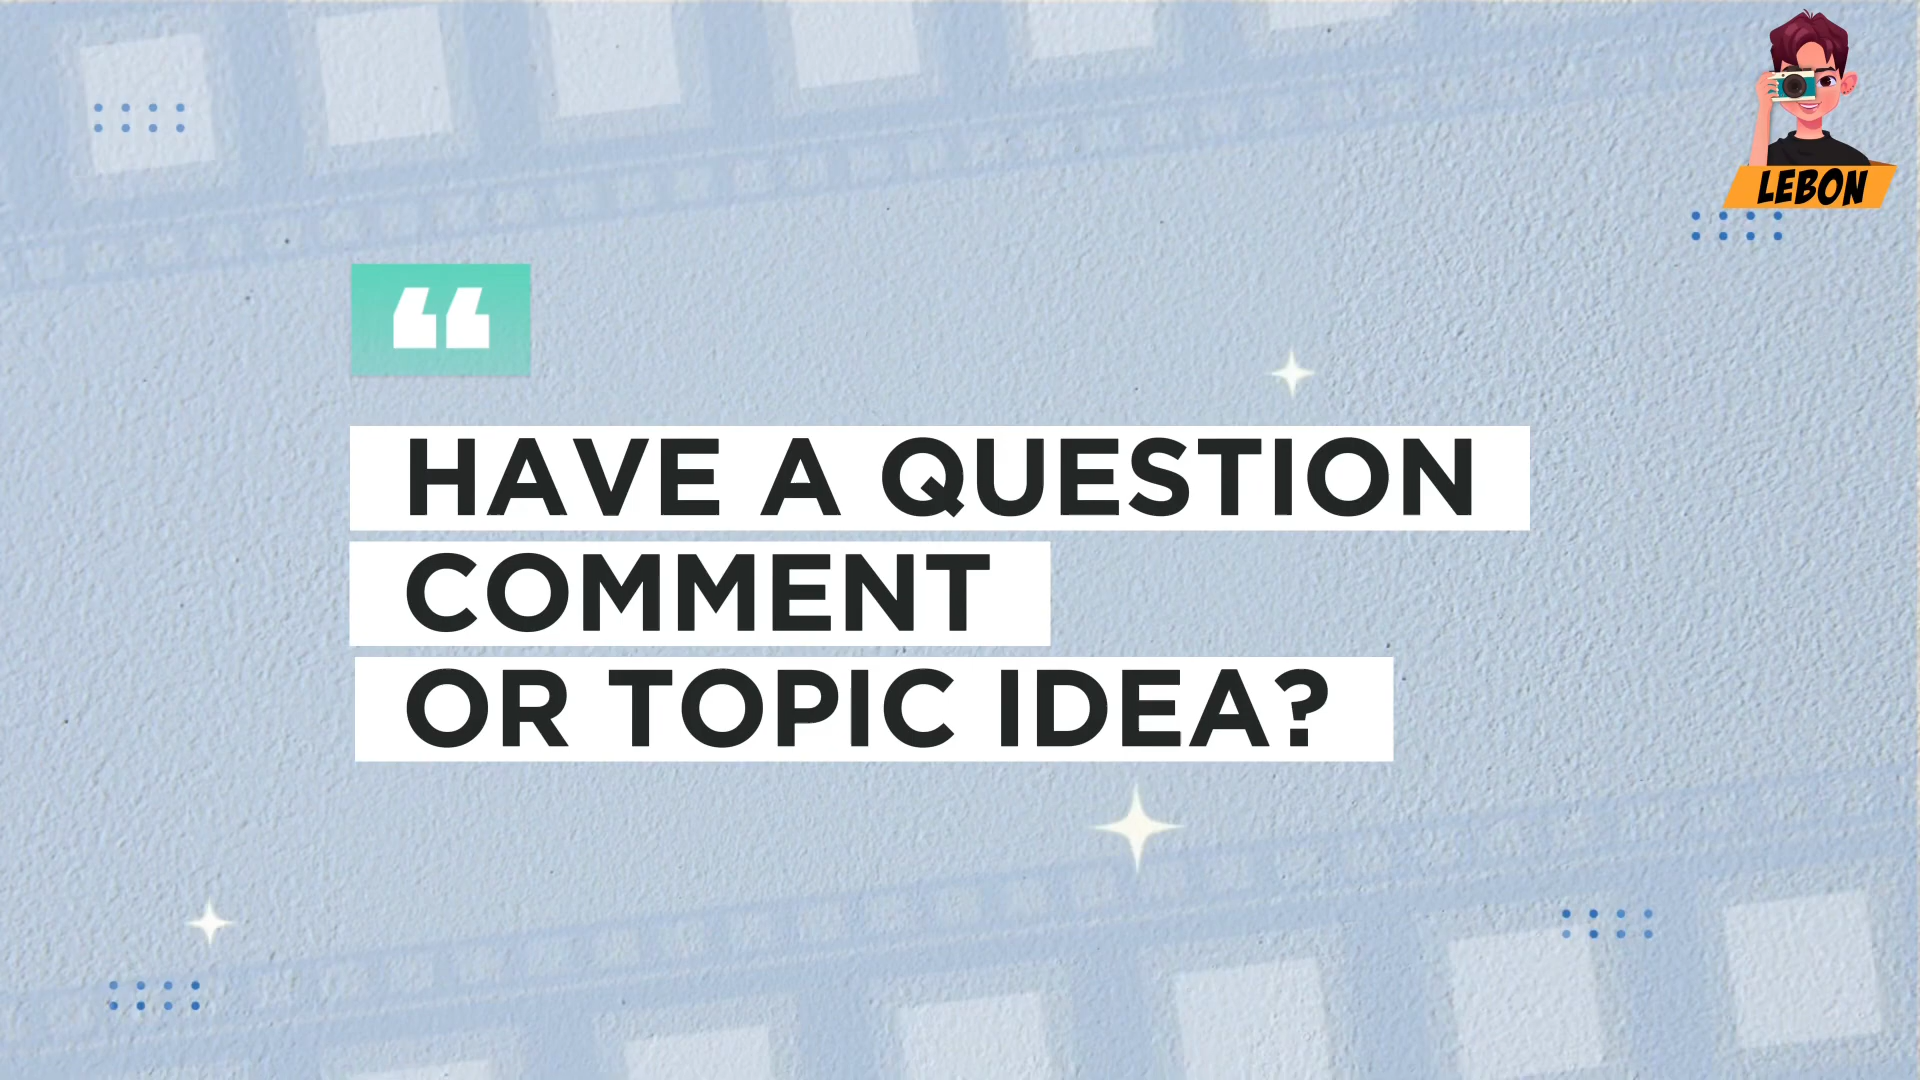 LEBON
“
HAVE A QUESTION
COMMENT
OR TOPIC IDEA?